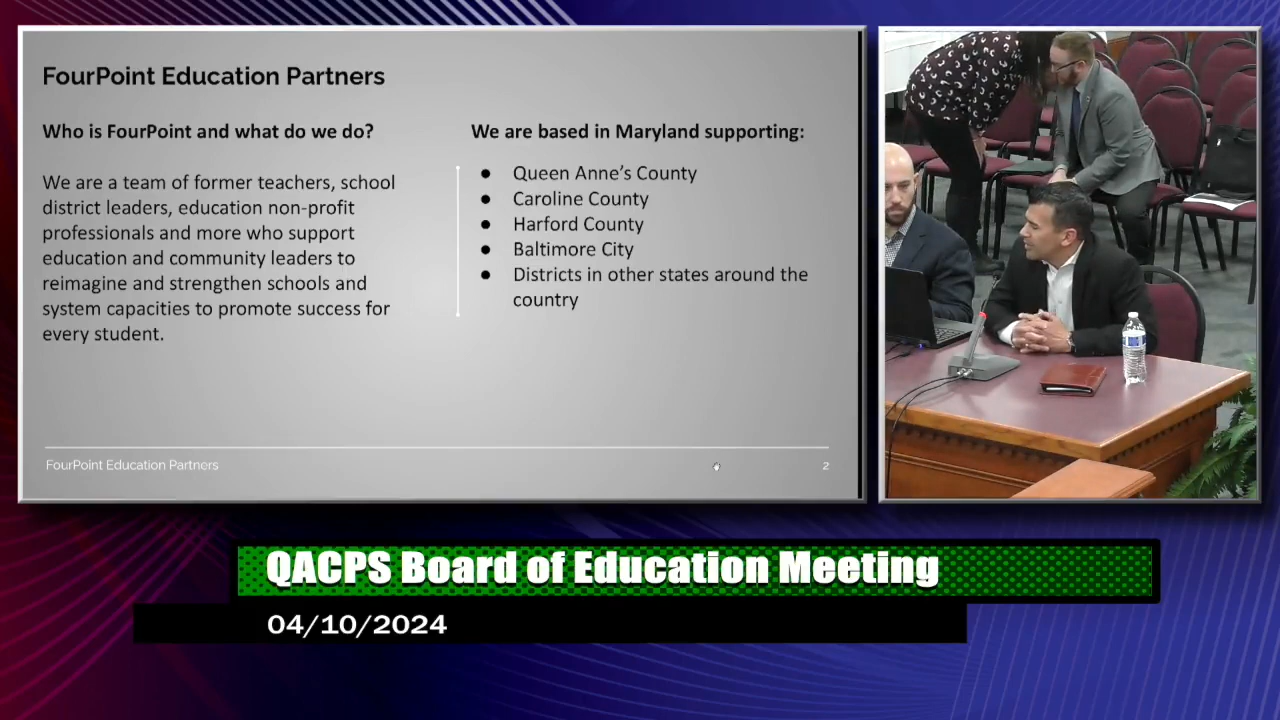 FourPoint Education Partners
Who is FourPoint and what do we do?
We are a team of former teachers, school
district leaders, education non-profit
professionals and more who support
education and community leaders to
reimagine and strengthen schools and
system capacities to promote success for
every student.
We are based in Maryland supporting:
● Queen Anne’s County
● Caroline County
● Harford County
● Baltimore City
● Districts in other states around the
country
FourPoint Education Partners
2
QACPS Board of Education Meeting
04/10/2024